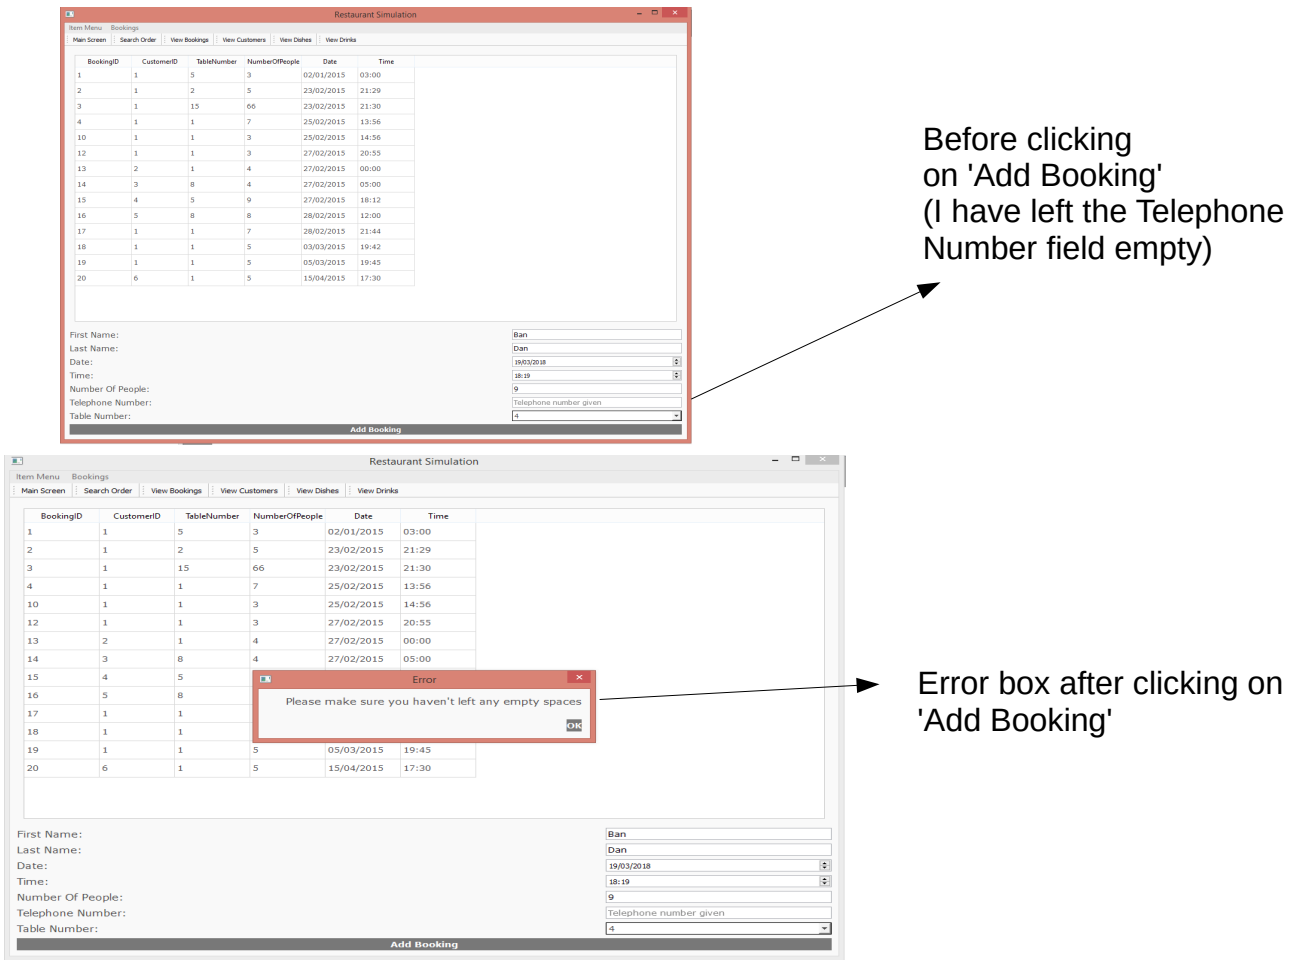 Restaurant Simulation
Item Menu Bookings
Main Screen Search Order View Bookings View Customers View Dishes View Drinks
BookingID CustomerID TableNumber NumberOfPeople Date Time
1 1 5 3 02/01/2015 03:00
2 1 2 5 23/02/2015 21:29
3 1 15 66 23/02/2015 21:30
4 1 1 7 25/02/2015 13:56
10 1 1 3 25/02/2015 14:56
12 1 1 3 27/02/2015 20:55
13 2 1 4 27/02/2015 00:00
14 3 8 4 27/02/2015 05:00
15 4 5 9 27/02/2015 18:12
16 5 8 8 28/02/2015 12:00
17 1 1 7 28/02/2015 21:44
18 1 1 5 03/03/2015 19:42
19 1 1 5 05/03/2015 19:45
20 6 1 5 15/04/2015 17:30
First Name: Ban
Last Name: Dan
Date: 19/03/2018
Time: 18:19
Number Of People: 9
Telephone Number: Telephone number given
Table Number: 4
Add Booking
Before clicking
on 'Add Booking'
(I have left the Telephone
Number field empty)
Restaurant Simulation
Item Menu Bookings
Main Screen Search Order View Bookings View Customers View Dishes View Drinks
BookingID CustomerID TableNumber NumberOfPeople Date Time
1 1 5 3 02/01/2015 03:00
2 1 2 5 23/02/2015 21:29
3 1 15 66 23/02/2015 21:30
4 1 1 7 25/02/2015 13:56
10 1 1 3 25/02/2015 14:56
12 1 1 3 27/02/2015 20:55
13 2 1 4 27/02/2015 00:00
14 3 8 4 27/02/2015 05:00
15 4 5
16 5 8
17 1 1
18 1 1
19 1 1 5 05/03/2015 19:45
20 6 1 5 15/04/2015 17:30
Error
Please make sure you haven't left any empty spaces
OK
First Name: Ban
Last Name: Dan
Date: 19/03/2018
Time: 18:19
Number Of People: 9
Telephone Number: Telephone number given
Table Number: 4
Add Booking
Error box after clicking on
'Add Booking'